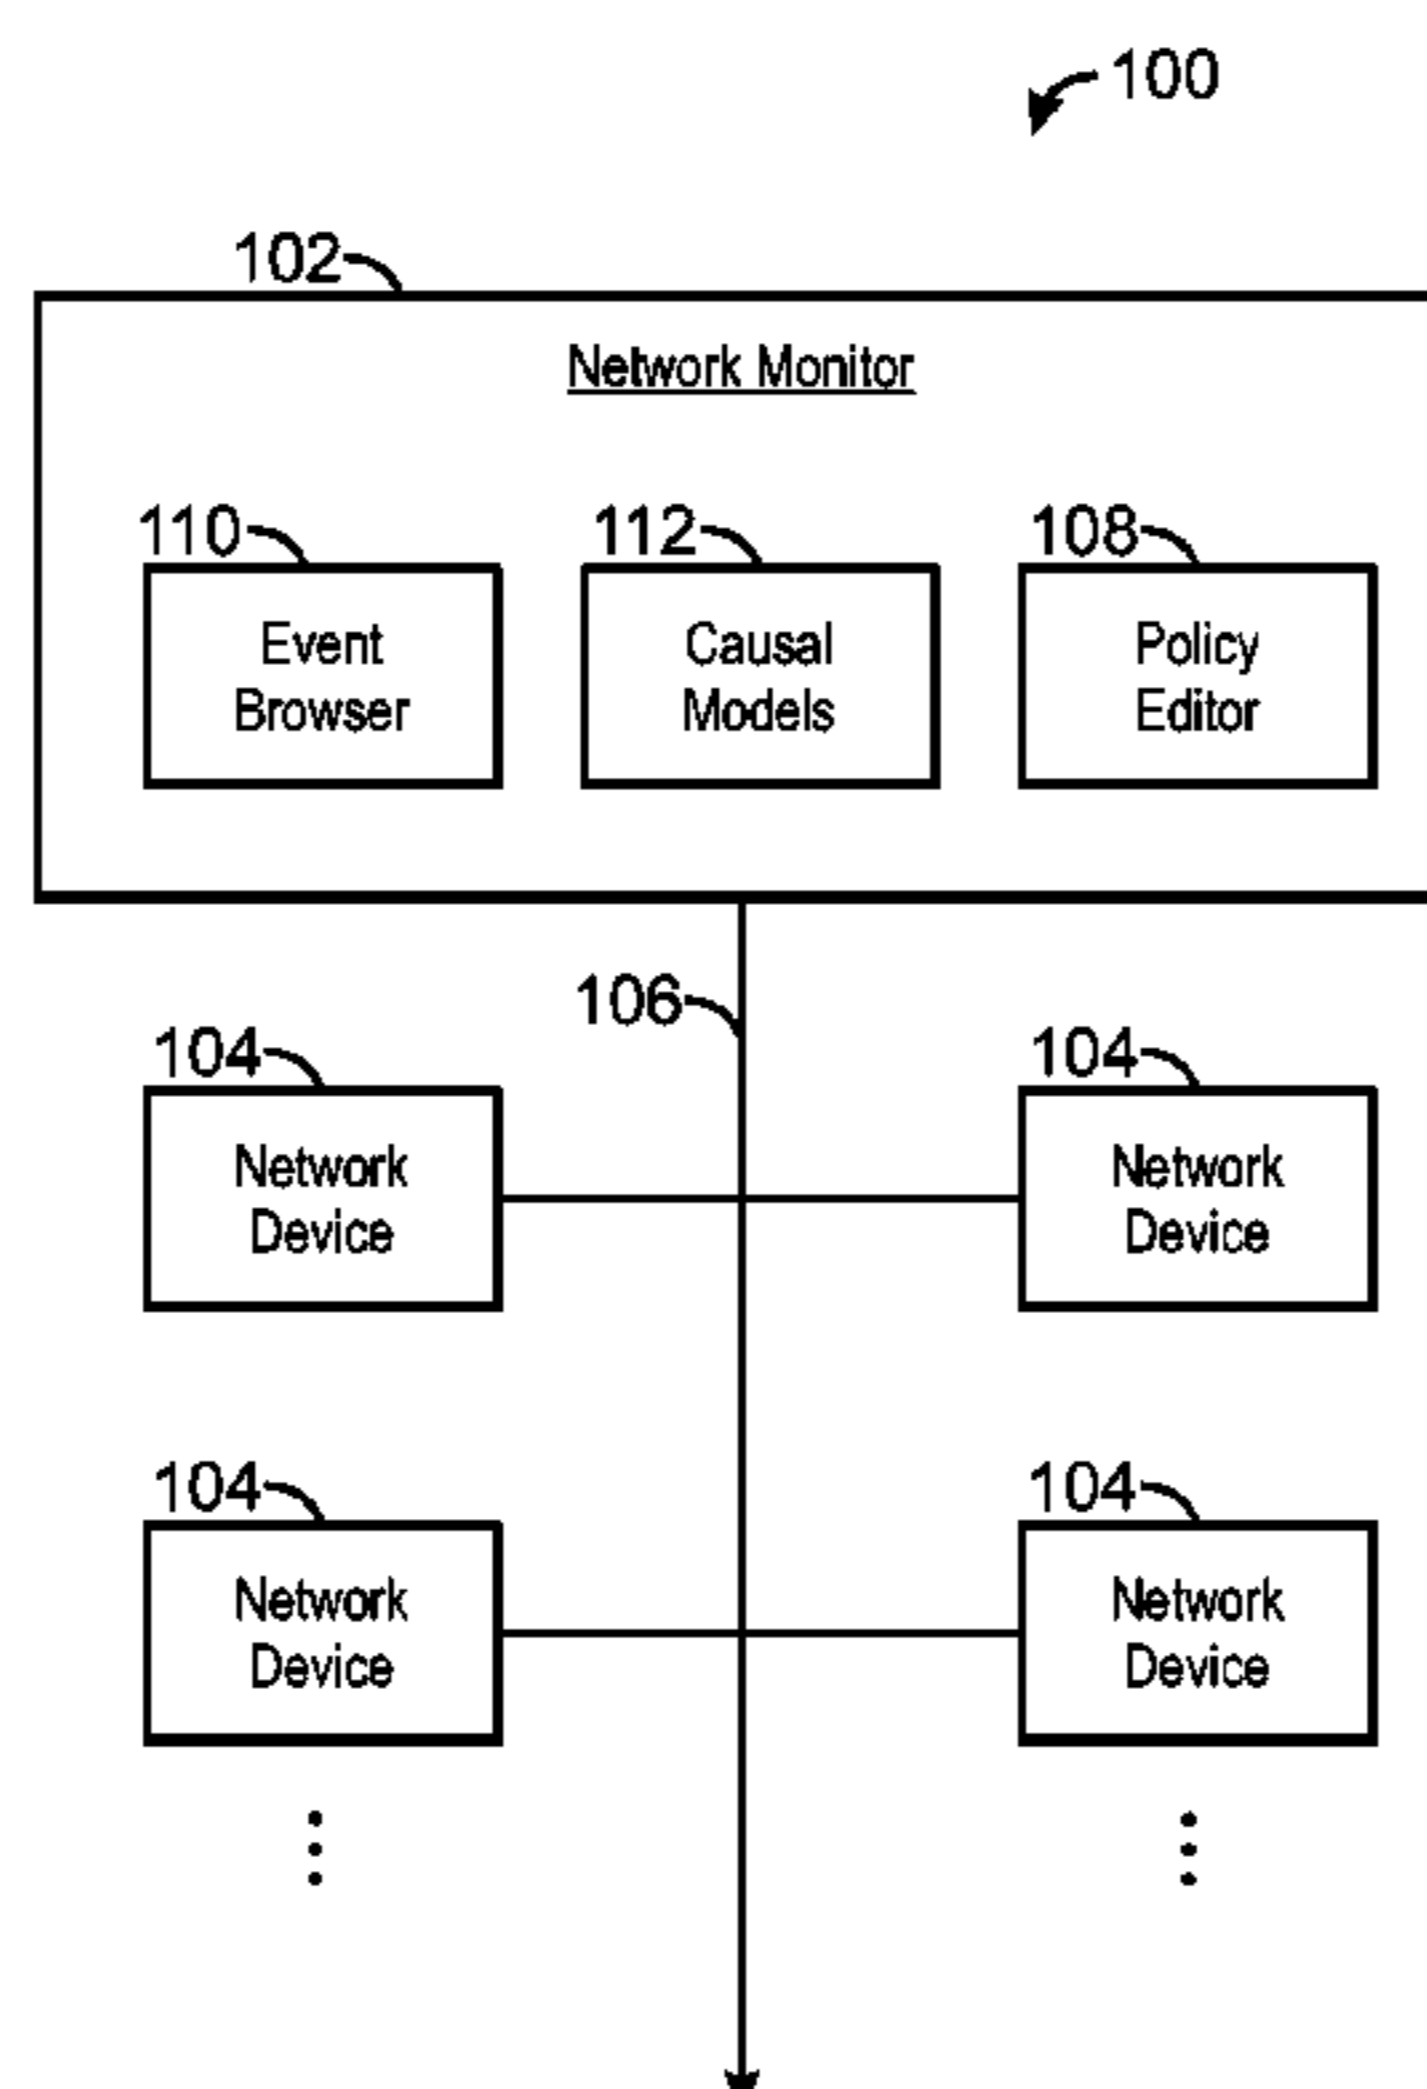 100
102
Network Monitor
110
112
108
Event
Browser
Causal
Models
Policy
Editor
106
104
104
Network
Device
Network
Device
104
104
Network
Device
Network
Device